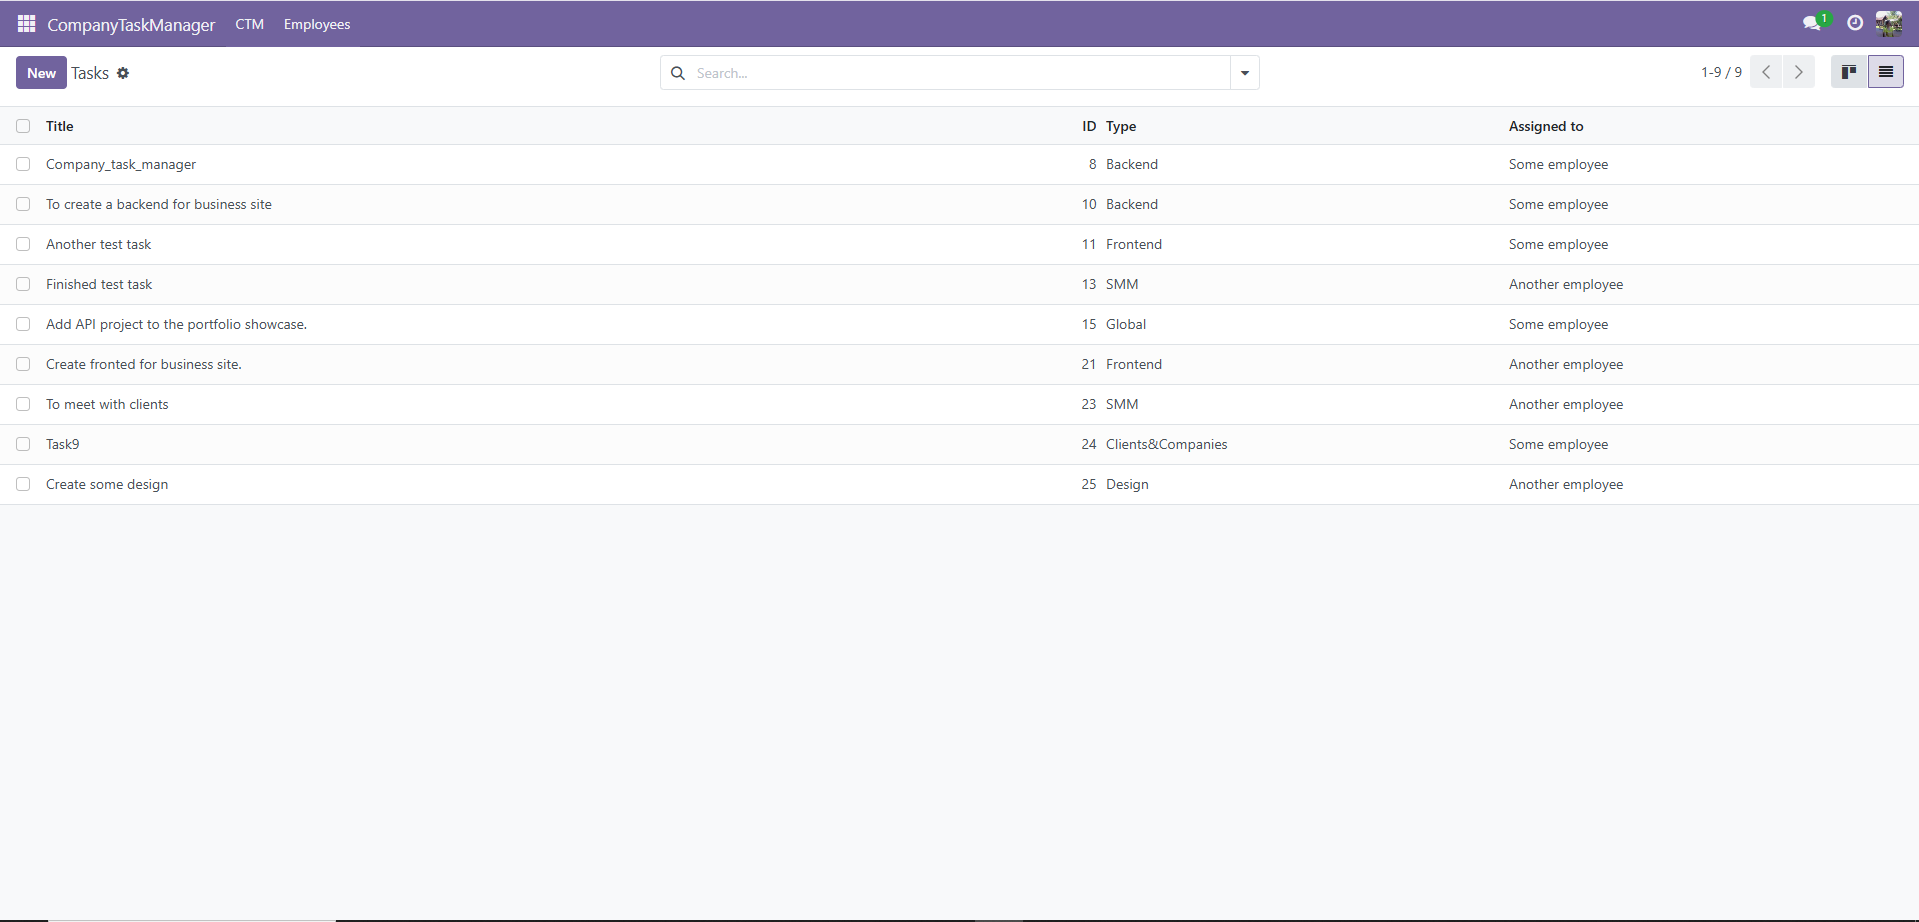 CompanyTaskManager CTM Employees 1
New Tasks Search... 1-9 / 9
Title ID Type Assigned to
Company_task_manager 8 Backend Some employee
To create a backend for business site 10 Backend Some employee
Another test task 11 Frontend Some employee
Finished test task 13 SMM Another employee
Add API project to the portfolio showcase. 15 Global Some employee
Create fronted for business site. 21 Frontend Another employee
To meet with clients 23 SMM Another employee
Task9 24 Clients&Companies Some employee
Create some design 25 Design Another employee